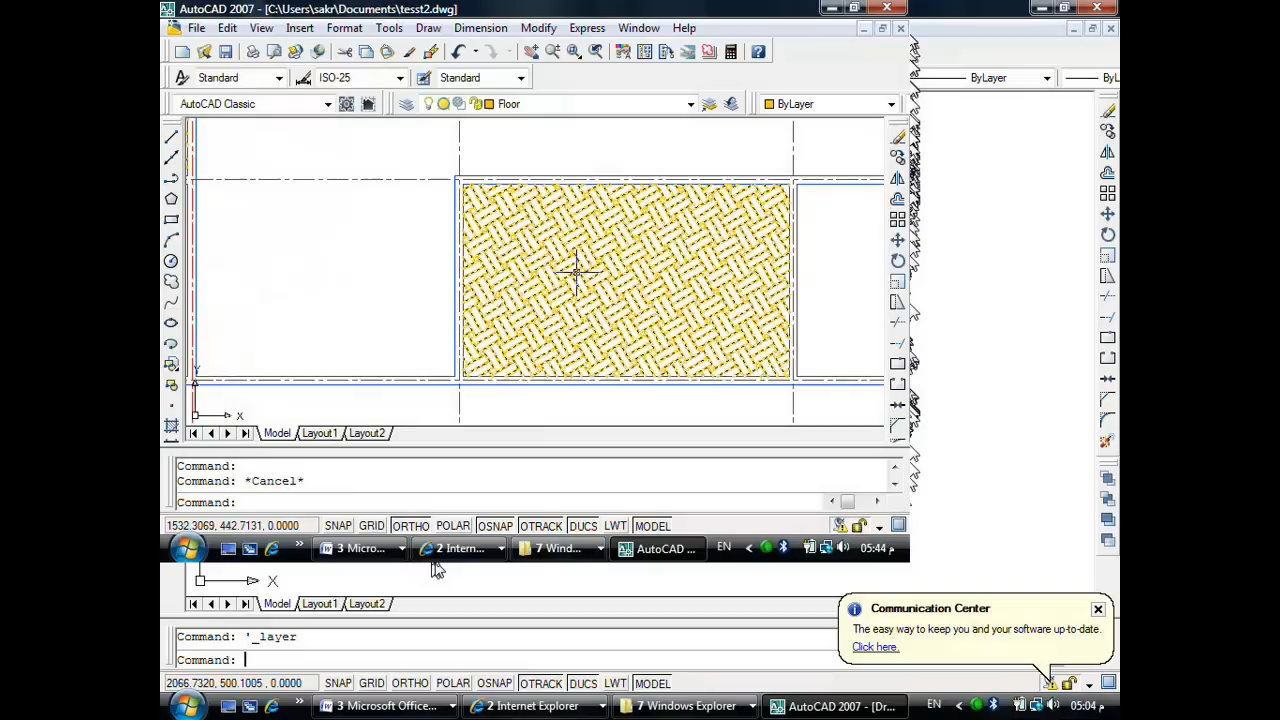 AutoCAD 2007 - [C:\Users\sakr\Documents\tesst2.dwg]
File Edit View Insert Format Tools Draw Dimension Modify Express Window Help
Standard ISO-25 Standard ByLayer ByL
AutoCAD Classic Floor ByLayer
Y
X
Model Layout1 Layout2
Command:
Command: *Cancel*
Command:
1532.3069, 442.7131, 0.0000 SNAP GRID ORTHO POLAR OSNAP OTRACK DUCS LWT MODEL
3 Micro... 2 Intern... 7 Wind... AutoCAD ... EN 05:44 م
X
Model Layout1 Layout2
Communication Center
The easy way to keep you and your software up-to-date.
Click here.
Command: '_layer
Command:
2066.7320, 500.1005 , 0.0000 SNAP GRID ORTHO POLAR OSNAP OTRACK DUCS LWT MODEL
3 Microsoft Office... 2 Internet Explorer 7 Windows Explorer AutoCAD 2007 - [Dr... EN 05:04 م